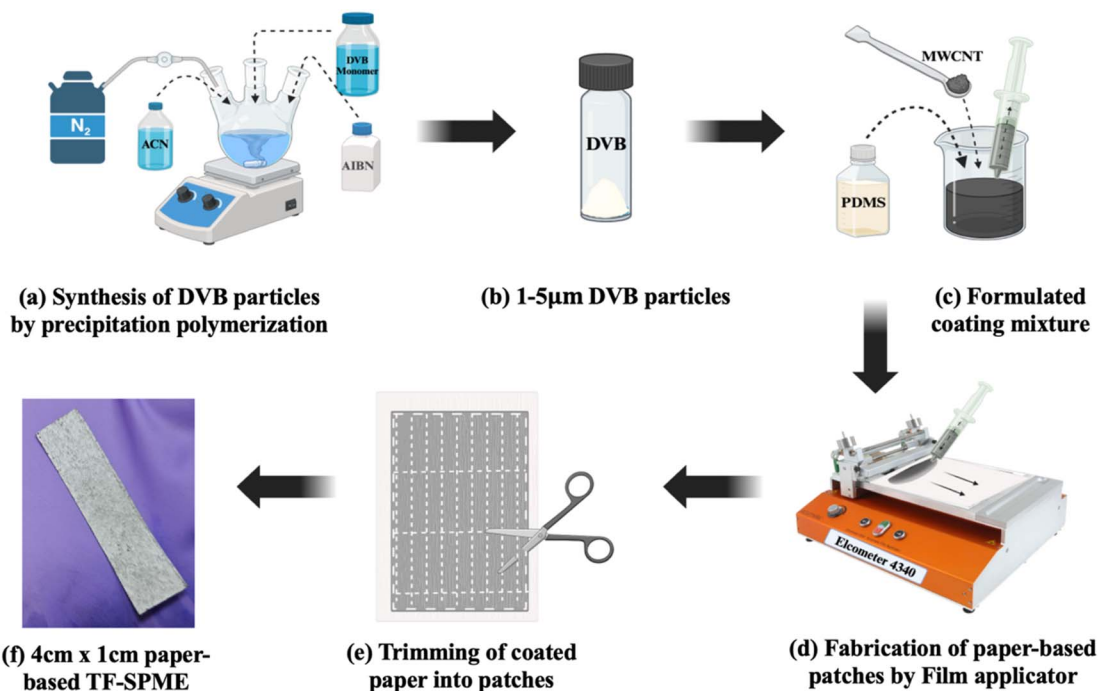 N₂
ACN
DVB
Monomer
AIBN
(a) Synthesis of DVB particles
by precipitation polymerization
DVB
(b) 1-5μm DVB particles
MWCNT
PDMS
(c) Formulated
coating mixture
Elcometer 4340
(d) Fabrication of paper-based
patches by Film applicator
(e) Trimming of coated
paper into patches
(f) 4cm x 1cm paper-
based TF-SPME